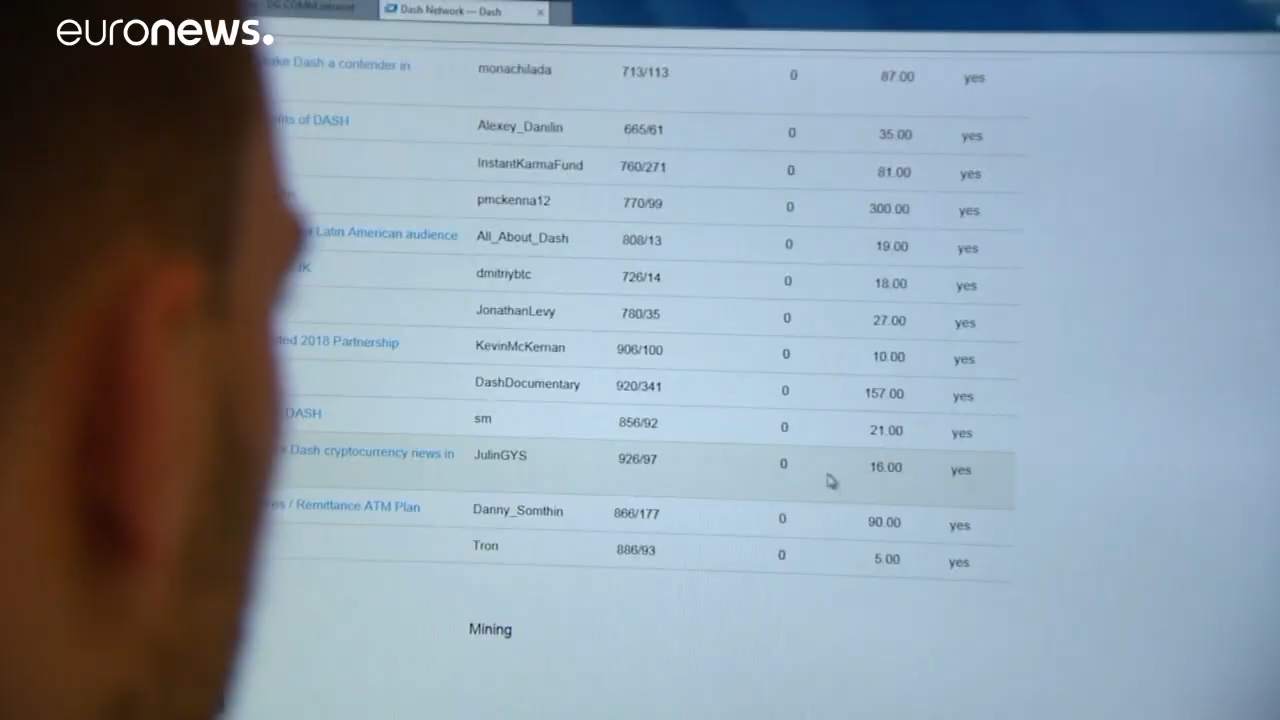 DG COMM intranet
Dash Network — Dash
euronews.
Dash a contender in monachilada 713/113 0 87.00 yes
of DASH Alexey_Danilin 665/61 0 35.00 yes
InstantKarmaFund 760/271 0 81.00 yes
pmckenna12 770/99 0 300.00 yes
Latin American audience All_About_Dash 808/13 0 19.00 yes
dmitriybtc 726/14 0 18.00 yes
JonathanLevy 780/35 0 27.00 yes
2018 Partnership KevinMcKernan 906/100 0 10.00 yes
DashDocumentary 920/341 0 157.00 yes
DASH sm 856/92 0 21.00 yes
Dash cryptocurrency news in JulinGYS 926/97 0 16.00 yes
/ Remittance ATM Plan Danny_Somthin 866/177 0 90.00 yes
Tron 886/93 0 5.00 yes
Mining